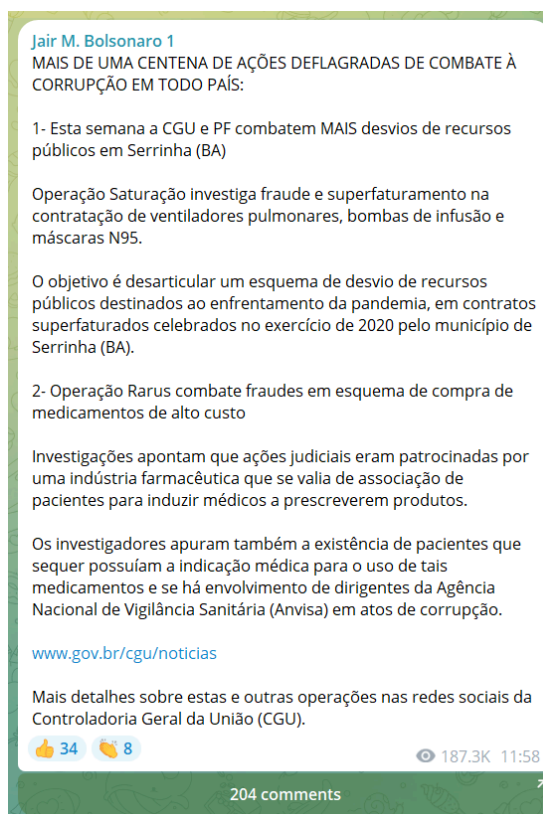 Jair M. Bolsonaro 1
MAIS DE UMA CENTENA DE AÇÕES DEFLAGRADAS DE COMBATE À
CORRUPÇÃO EM TODO PAÍS:
1- Esta semana a CGU e PF combatem MAIS desvios de recursos
públicos em Serrinha (BA)
Operação Saturação investiga fraude e superfaturamento na
contratação de ventiladores pulmonares, bombas de infusão e
máscaras N95.
O objetivo é desarticular um esquema de desvio de recursos
públicos destinados ao enfrentamento da pandemia, em contratos
superfaturados celebrados no exercício de 2020 pelo município de
Serrinha (BA).
2- Operação Rarus combate fraudes em esquema de compra de
medicamentos de alto custo
Investigações apontam que ações judiciais eram patrocinadas por
uma indústria farmacêutica que se valia de associação de
pacientes para induzir médicos a prescreverem produtos.
Os investigadores apuram também a existência de pacientes que
sequer possuíam a indicação médica para o uso de tais
medicamentos e se há envolvimento de dirigentes da Agência
Nacional de Vigilância Sanitária (Anvisa) em atos de corrupção.
www.gov.br/cgu/noticias
Mais detalhes sobre estas e outras operações nas redes sociais da
Controladoria Geral da União (CGU).
👍 34 👏 8 187.3K 11:58
204 comments